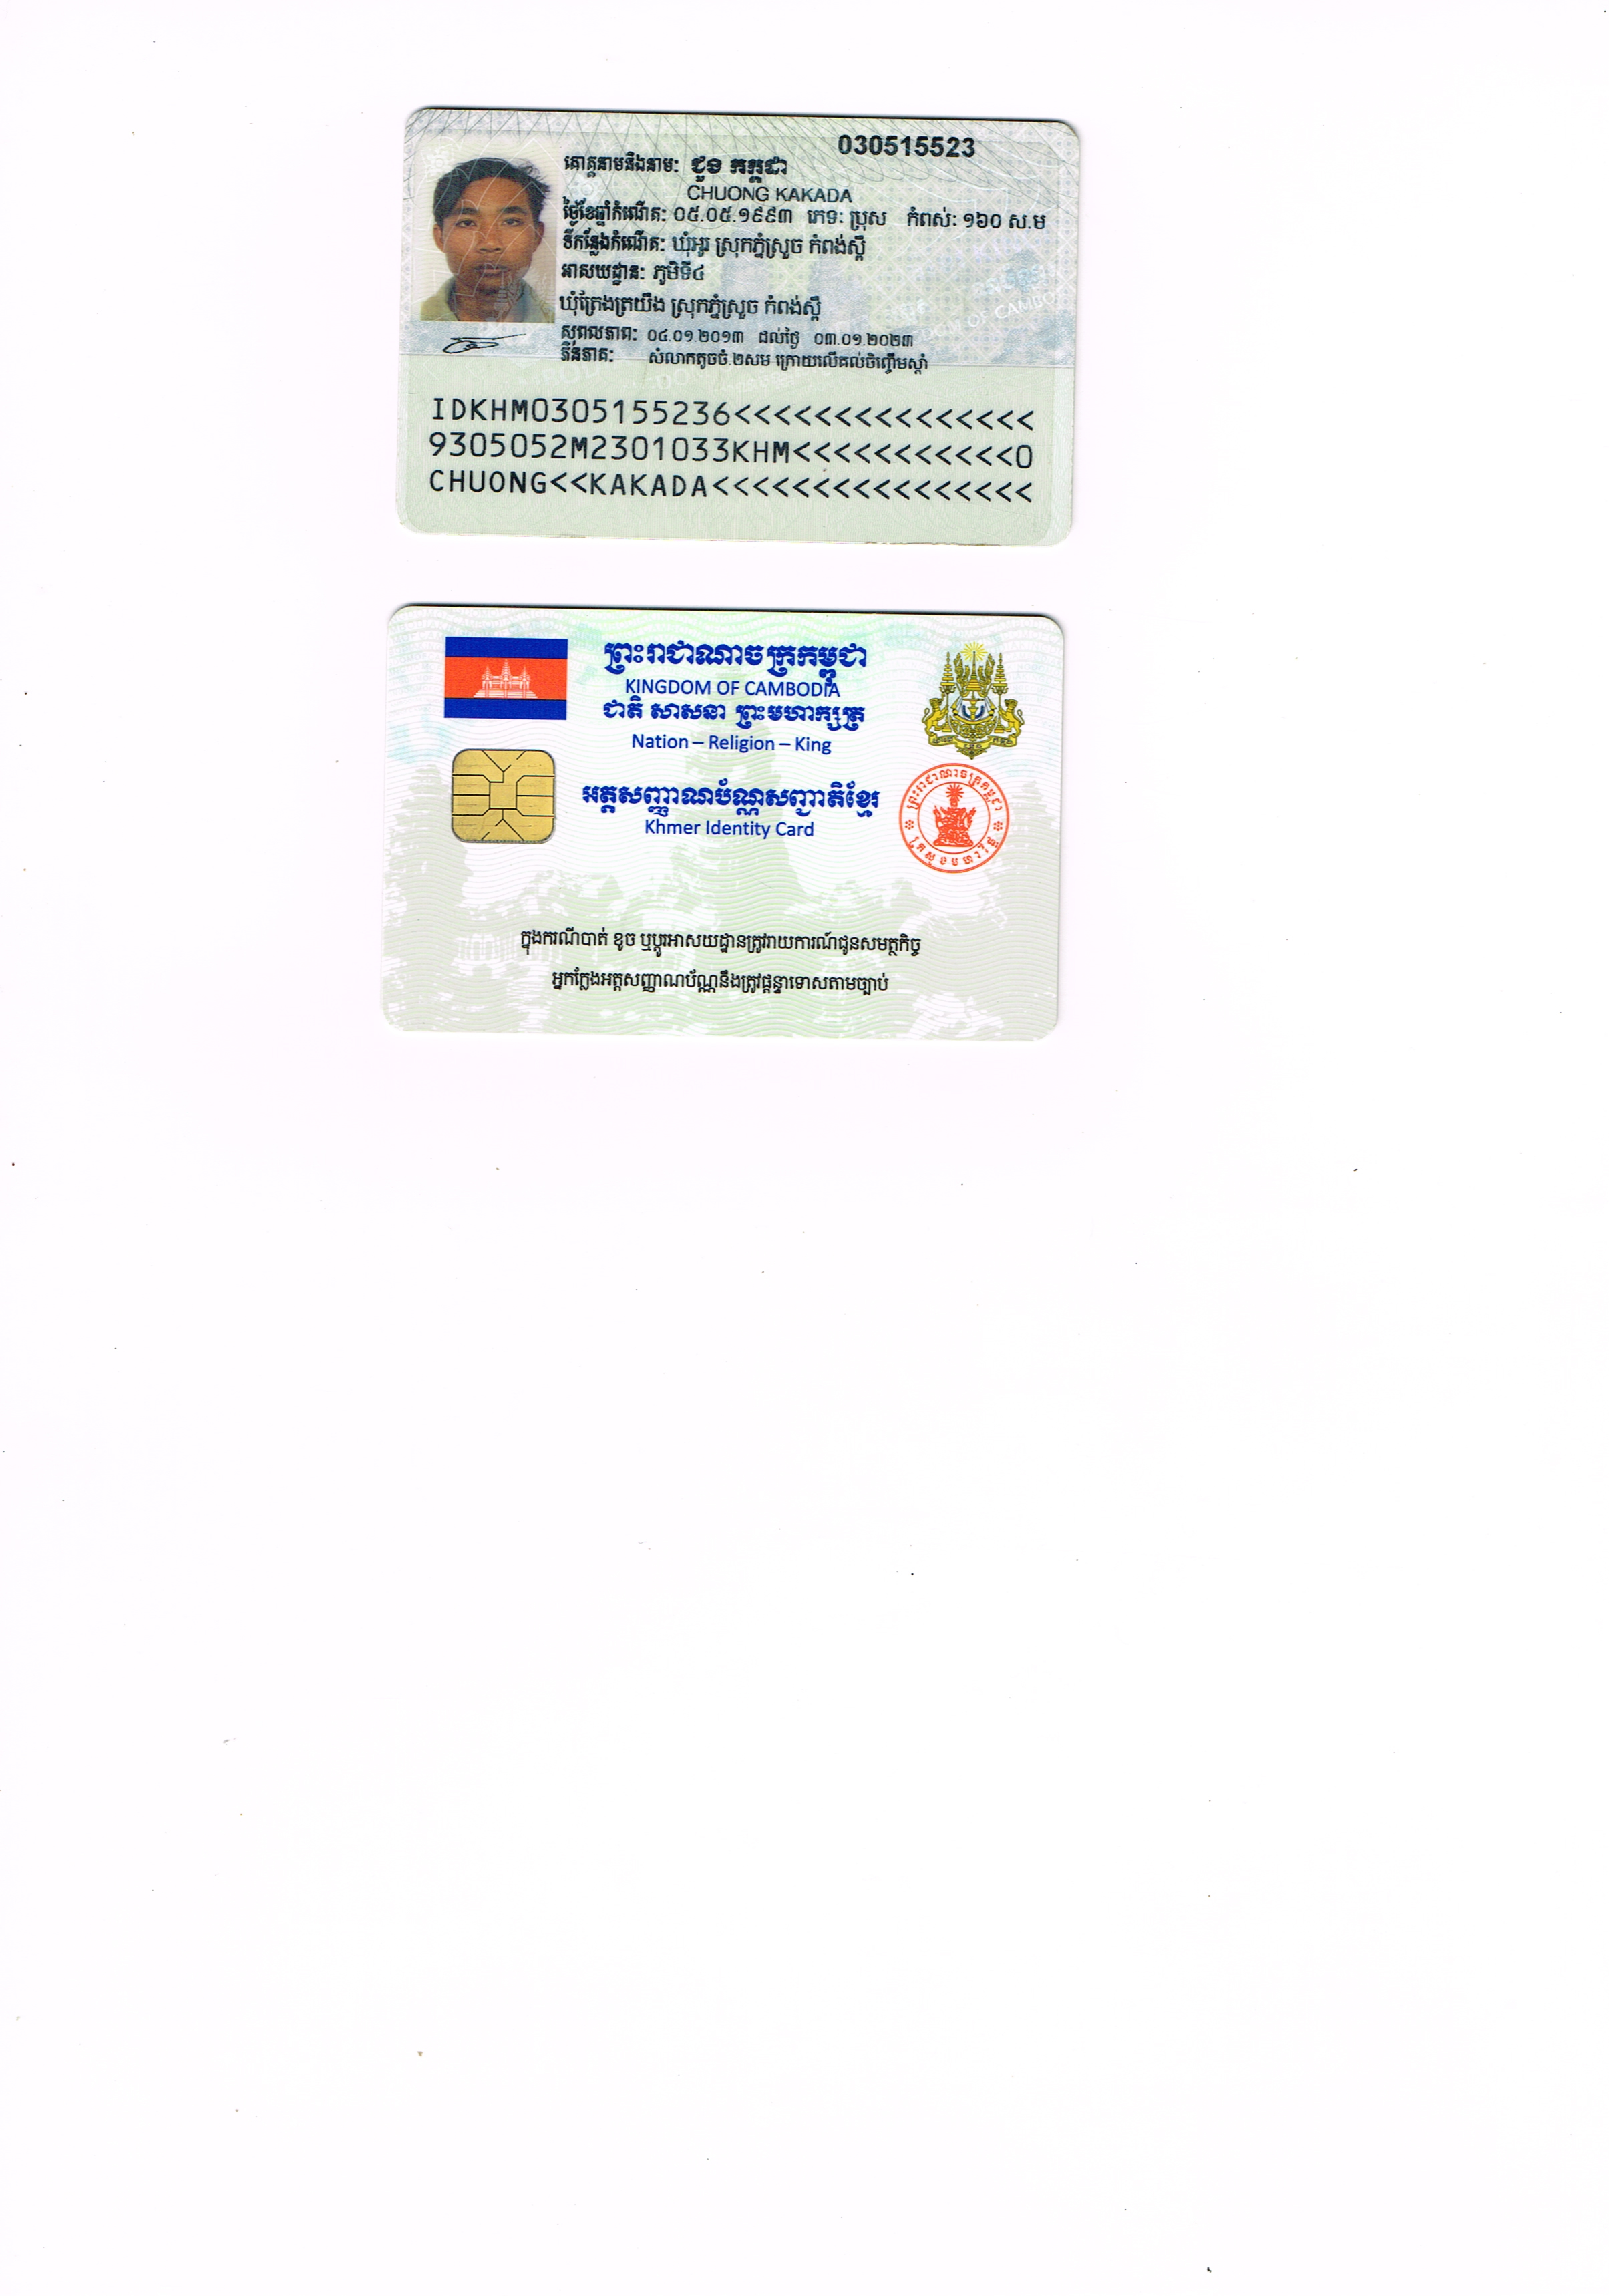 030515523
គោត្តនាមនិងនាម: ជួង កក្កដា
CHUONG KAKADA
ថ្ងៃខែឆ្នាំកំណើត: ០៥.០៥.១៩៩៣ ភេទ: ប្រុស កំពស់: ១៦០ ស.ម
ទីកន្លែងកំណើត: ឃុំអូរ ស្រុកភ្នំស្រួច កំពង់ស្ពឺ
អាសយដ្ឋាន: ភូមិទី៤
ឃុំត្រែងត្រយឹង ស្រុកភ្នំស្រួច កំពង់ស្ពឺ
សុពលភាព: ០៤.០១.២០១៣ ដល់ថ្ងៃ ០៣.០១.២០២៣
ភិនភាគ: សំលាកតូចចំ.២សម ក្រោយលើគល់ចិញ្ចើមស្តាំ
IDKHM0305155236<<<<<<<<<<<<<<<
9305052M2301033KHM<<<<<<<<<<<0
CHUONG<<KAKADA<<<<<<<<<<<<<<<<
ព្រះរាជាណាចក្រកម្ពុជា
KINGDOM OF CAMBODIA
ជាតិ សាសនា ព្រះមហាក្សត្រ
Nation – Religion – King
អត្តសញ្ញាណប័ណ្ណសញ្ជាតិខ្មែរ
Khmer Identity Card
ព្រះរាជាណាចក្រកម្ពុជា
ក្រសួងមហាផ្ទៃ
ក្នុងករណីបាត់ ខូច ឬប្តូរអាសយដ្ឋានត្រូវរាយការណ៍ជូនសមត្ថកិច្ច
អ្នកក្លែងអត្តសញ្ញាណប័ណ្ណនឹងត្រូវផ្តន្ទាទោសតាមច្បាប់